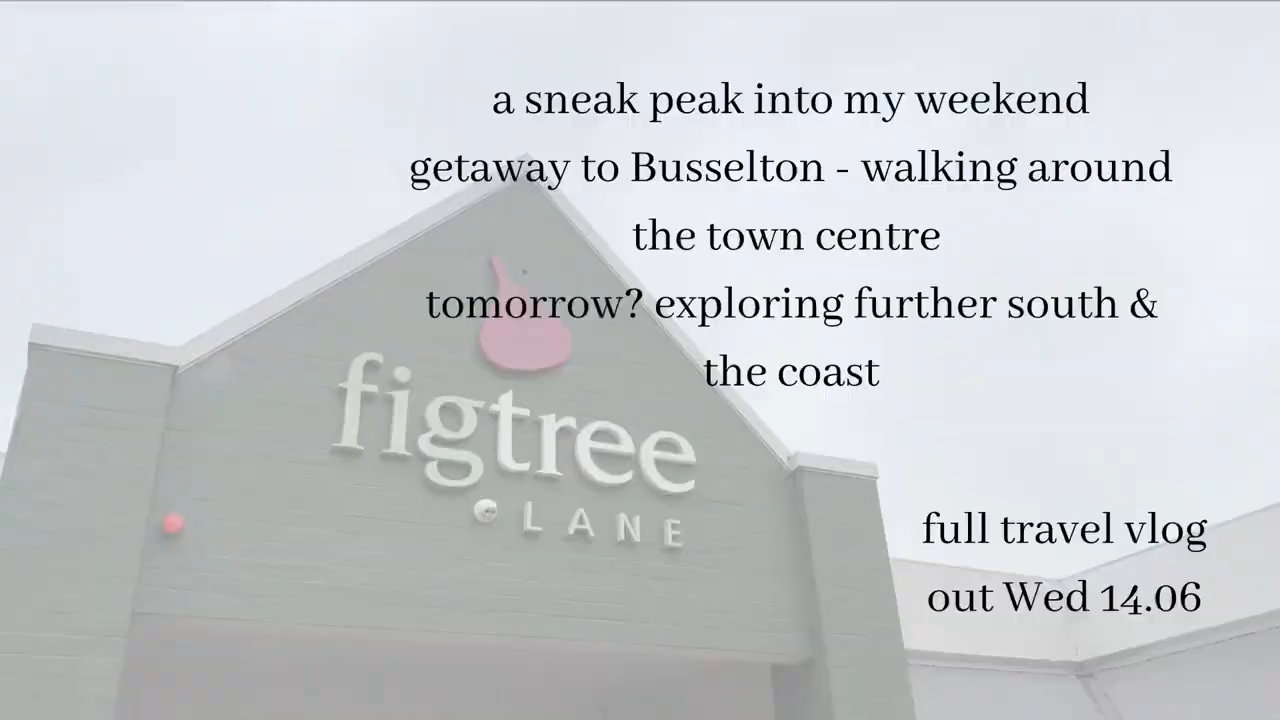 a sneak peak into my weekend
getaway to Busselton - walking around
the town centre
tomorrow? exploring further south &
the coast
figtree
LANE
full travel vlog
out Wed 14.06